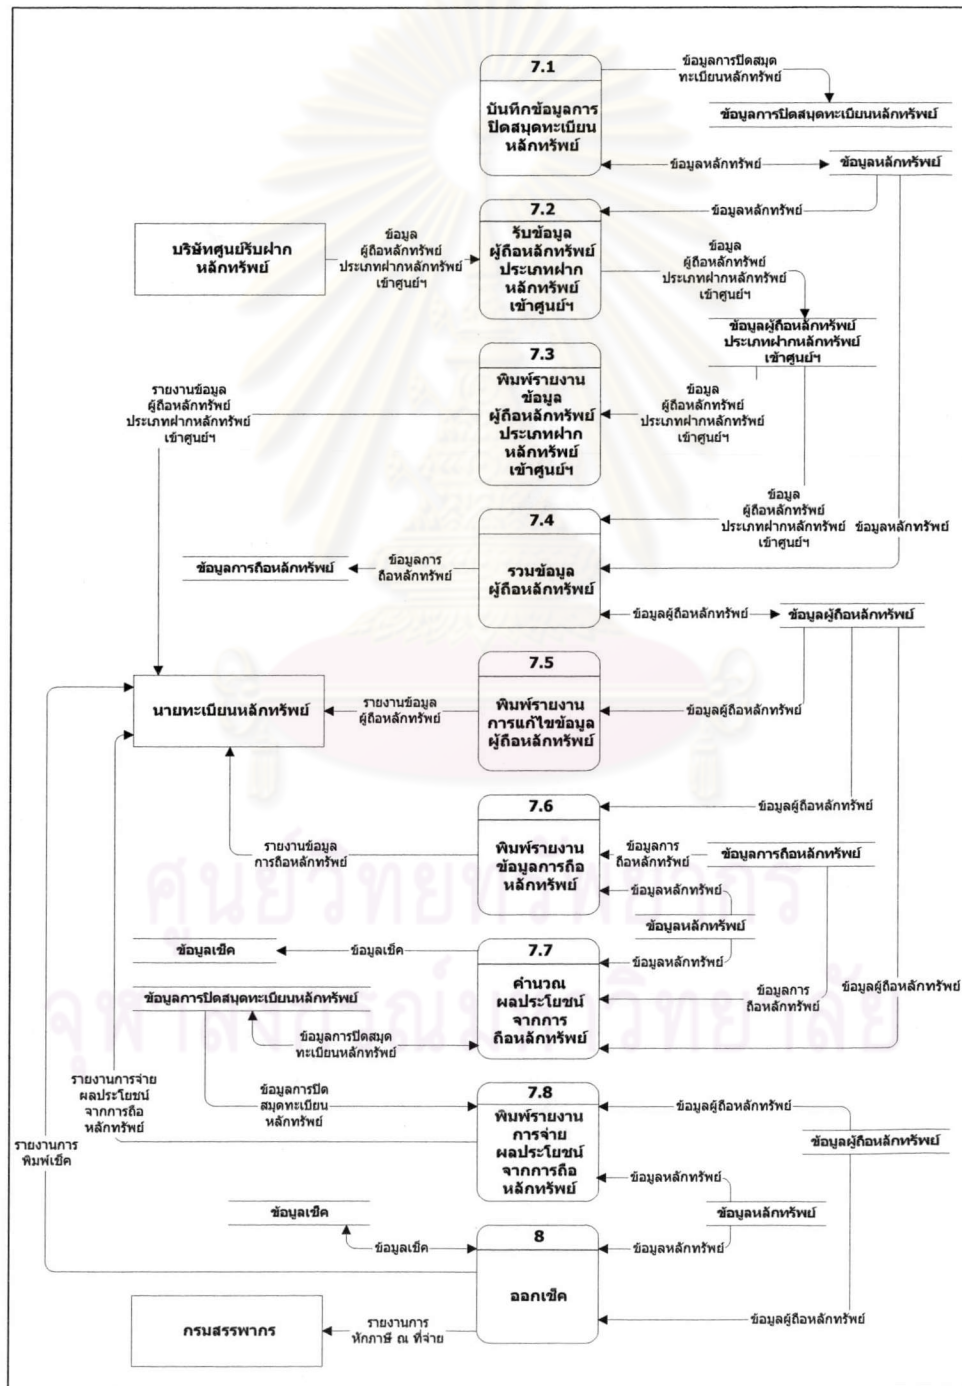 7.1
บันทึกข้อมูลการ
ปิดสมุดทะเบียน
หลักทรัพย์
ข้อมูลการปิดสมุด
ทะเบียนหลักทรัพย์
ข้อมูลการปิดสมุดทะเบียนหลักทรัพย์
ข้อมูลหลักทรัพย์
ข้อมูลหลักทรัพย์
7.2
รับข้อมูล
ผู้ถือหลักทรัพย์
ประเภทฝาก
หลักทรัพย์
เข้าศูนย์ฯ
ข้อมูลหลักทรัพย์
บริษัทศูนย์รับฝาก
หลักทรัพย์
ข้อมูล
ผู้ถือหลักทรัพย์
ประเภทฝากหลักทรัพย์
เข้าศูนย์ฯ
ข้อมูล
ผู้ถือหลักทรัพย์
ประเภทฝากหลักทรัพย์
เข้าศูนย์ฯ
ข้อมูลผู้ถือหลักทรัพย์
ประเภทฝากหลักทรัพย์
เข้าศูนย์ฯ
7.3
พิมพ์รายงาน
ข้อมูล
ผู้ถือหลักทรัพย์
ประเภทฝาก
หลักทรัพย์
เข้าศูนย์ฯ
รายงานข้อมูล
ผู้ถือหลักทรัพย์
ประเภทฝากหลักทรัพย์
เข้าศูนย์ฯ
ข้อมูล
ผู้ถือหลักทรัพย์
ประเภทฝากหลักทรัพย์
เข้าศูนย์ฯ
7.4
รวมข้อมูล
ผู้ถือหลักทรัพย์
ข้อมูล
ผู้ถือหลักทรัพย์
ประเภทฝากหลักทรัพย์
เข้าศูนย์ฯ
ข้อมูลหลักทรัพย์
ข้อมูลการถือหลักทรัพย์
ข้อมูลการ
ถือหลักทรัพย์
ข้อมูลผู้ถือหลักทรัพย์
ข้อมูลผู้ถือหลักทรัพย์
7.5
พิมพ์รายงาน
การแก้ไขข้อมูล
ผู้ถือหลักทรัพย์
นายทะเบียนหลักทรัพย์
รายงานข้อมูล
ผู้ถือหลักทรัพย์
ข้อมูลผู้ถือหลักทรัพย์
7.6
พิมพ์รายงาน
ข้อมูลการถือ
หลักทรัพย์
ข้อมูลผู้ถือหลักทรัพย์
รายงานข้อมูล
การถือหลักทรัพย์
ข้อมูลการ
ถือหลักทรัพย์
ข้อมูลการถือหลักทรัพย์
ข้อมูลหลักทรัพย์
ข้อมูลหลักทรัพย์
ข้อมูลหลักทรัพย์
7.7
คำนวณ
ผลประโยชน์
จากการ
ถือหลักทรัพย์
ข้อมูลเช็ค
ข้อมูลเช็ค
ข้อมูลการปิดสมุดทะเบียนหลักทรัพย์
ข้อมูลการ
ถือหลักทรัพย์
ข้อมูลผู้ถือหลักทรัพย์
ข้อมูลการปิดสมุด
ทะเบียนหลักทรัพย์
รายงานการจ่าย
ผลประโยชน์
จากการถือ
หลักทรัพย์
ข้อมูลการปิด
สมุดทะเบียน
หลักทรัพย์
7.8
พิมพ์รายงาน
การจ่าย
ผลประโยชน์
จากการถือ
หลักทรัพย์
ข้อมูลผู้ถือหลักทรัพย์
ข้อมูลผู้ถือหลักทรัพย์
รายงานการ
พิมพ์เช็ค
ข้อมูลหลักทรัพย์
ข้อมูลหลักทรัพย์
ข้อมูลหลักทรัพย์
ข้อมูลเช็ค
ข้อมูลเช็ค
8
ออกเช็ค
กรมสรรพากร
รายงานการ
หักภาษี ณ ที่จ่าย
ข้อมูลผู้ถือหลักทรัพย์
ศูนย์วิทยทรัพยากร
จุฬาลงกรณ์มหาวิทยาลัย